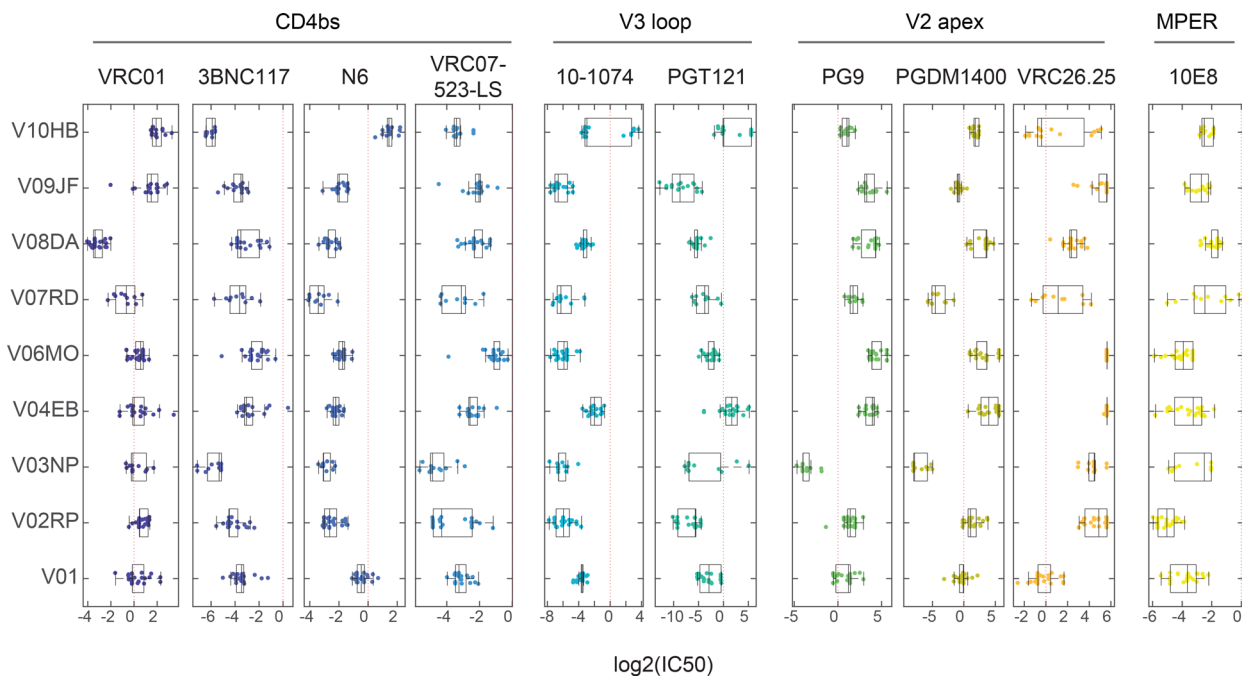 CD4bs V3 loop V2 apex MPER
VRC01 3BNC117 N6 VRC07-523-LS 10-1074 PGT121 PG9 PGDM1400 VRC26.25 10E8
V10HB
V09JF
V08DA
V07RD
V06MO
V04EB
V03NP
V02RP
V01
-4 -2 0 2 -6 -4 -2 0 -4 -2 0 2 -4 -2 0 -8 -4 0 4 -10 -5 0 5 -5 0 5 -5 0 5 -2 0 2 4 6 -6 -4 -2 0
log2(IC50)